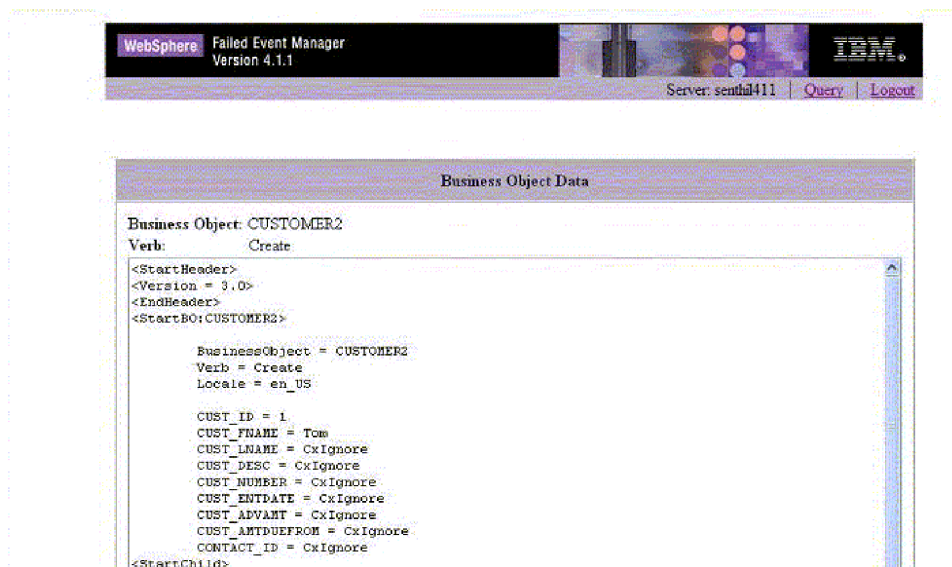 WebSphere Failed Event Manager
Version 4.1.1
IBM.
Server: senthil411 | Query | Logout
Business Object Data
Business Object: CUSTOMER2
Verb: Create
<StartHeader>
<Version = 3.0>
<EndHeader>
<StartBO:CUSTOMER2>
BusinessObject = CUSTOMER2
Verb = Create
Locale = en_US
CUST_ID = 1
CUST_FNAME = Tom
CUST_LNAME = CxIgnore
CUST_DESC = CxIgnore
CUST_NUMBER = CxIgnore
CUST_ENTDATE = CxIgnore
CUST_ADVAMT = CxIgnore
CUST_AMTDUEFROM = CxIgnore
CONTACT_ID = CxIgnore
<StartChild>